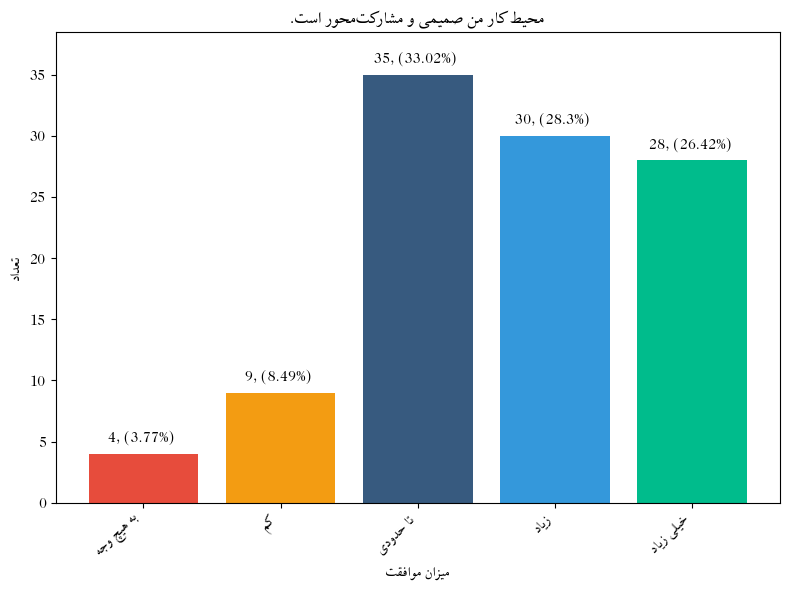 محیط کار من صمیمی و مشارکت‌محور است.
35, (33.02%)
30, (28.3%)
28, (26.42%)
9, (8.49%)
4, (3.77%)
تعداد
35
30
25
20
15
10
5
0
به هیچ وجه
کم
تا حدودی
زیاد
خیلی زیاد
میزان موافقت